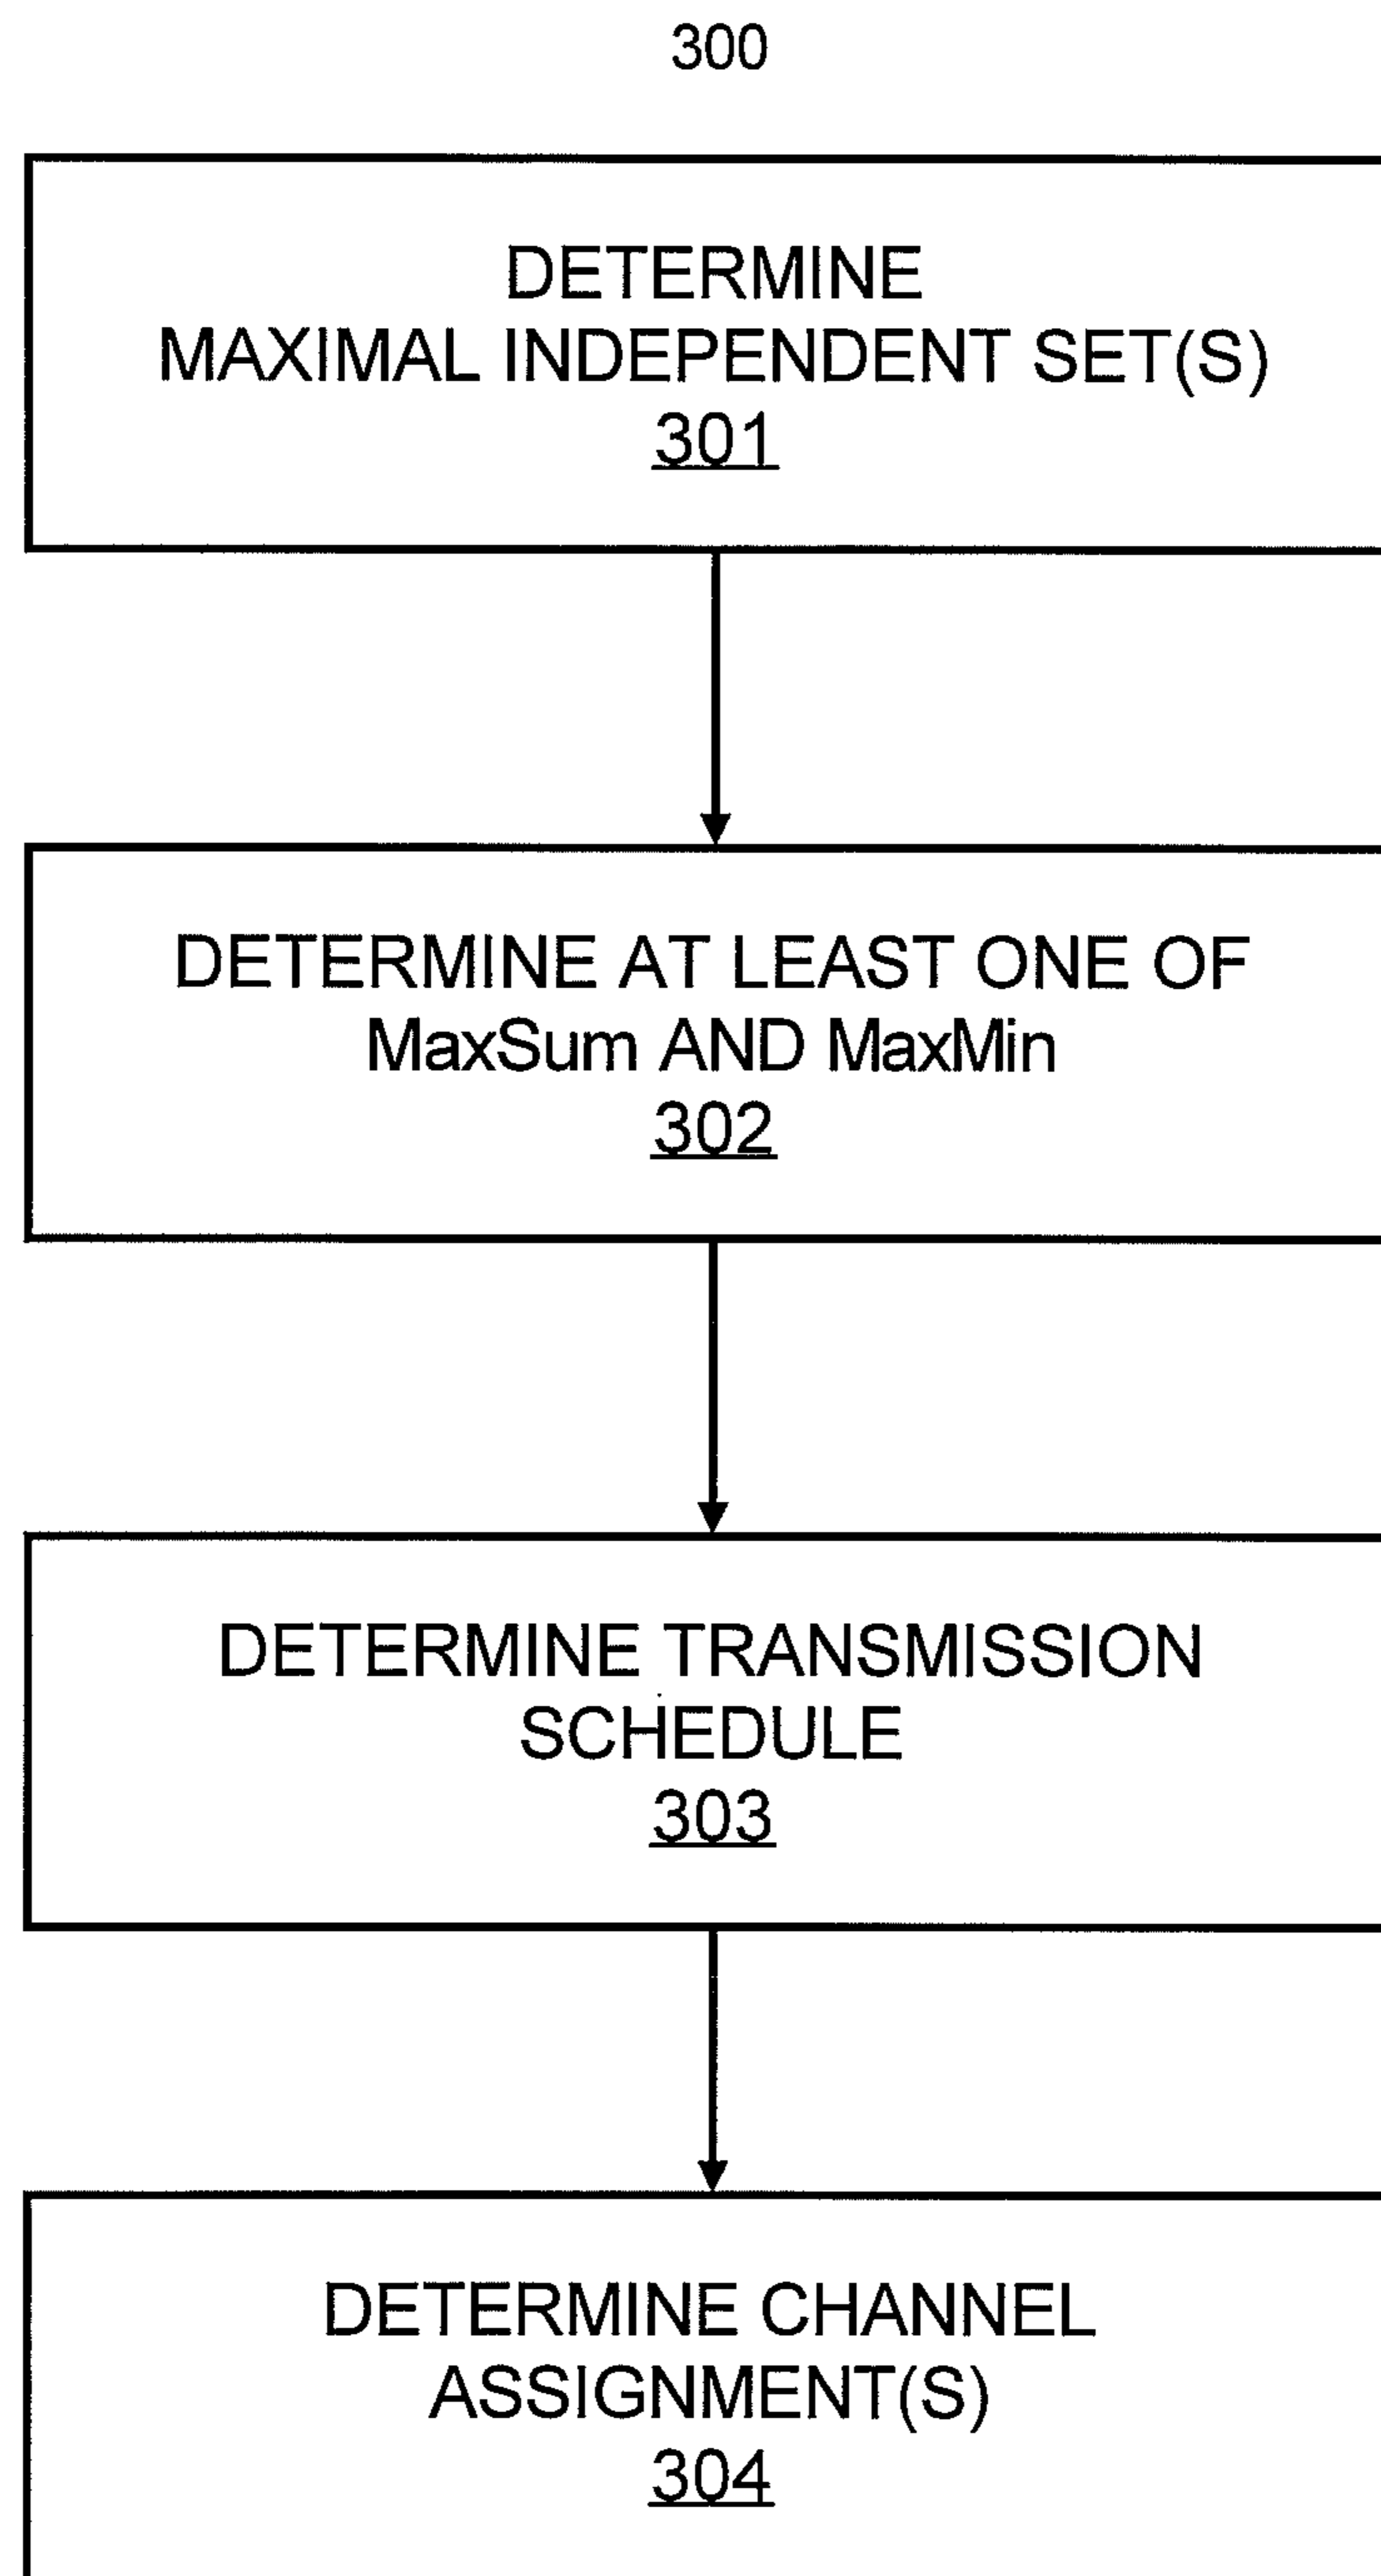 300
DETERMINE
MAXIMAL INDEPENDENT SET(S)
301
DETERMINE AT LEAST ONE OF
MaxSum AND MaxMin
302
DETERMINE TRANSMISSION
SCHEDULE
303
DETERMINE CHANNEL
ASSIGNMENT(S)
304